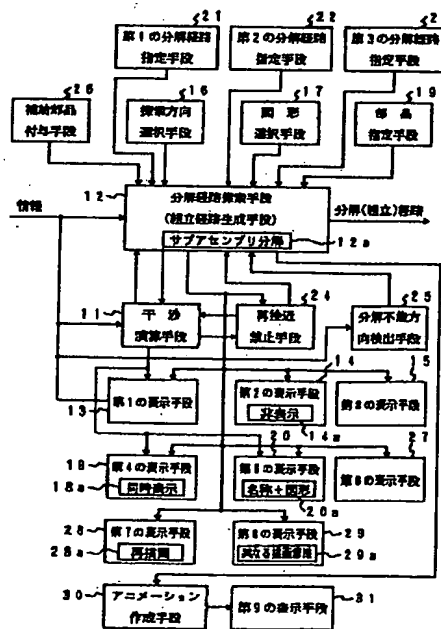 21
22
2
第1の分解経路
指定手段
第2の分解経路
指定手段
第3の分解経路
指定手段
26
16
17
19
補助部品
付与手段
探索方向
選択手段
図形
選択手段
部品
指定手段
12
分解経路探索手段
(組立経路生成手段)
情報
分解(組立)経路
サブアセンブリ分解
12a
11
24
25
干渉
演算手段
再接近
禁止手段
分解不能方
向検出手段
14
15
第1の表示手段
第2の表示手段
非表示
13
14a
20
27
第4の表示手段
同時表示
18a
第5の表示手段
名称+図形
20a
28
第7の表示手段
再描画
28a
29
29a
30
アニメーション
作成手段
第9の表示手段
31